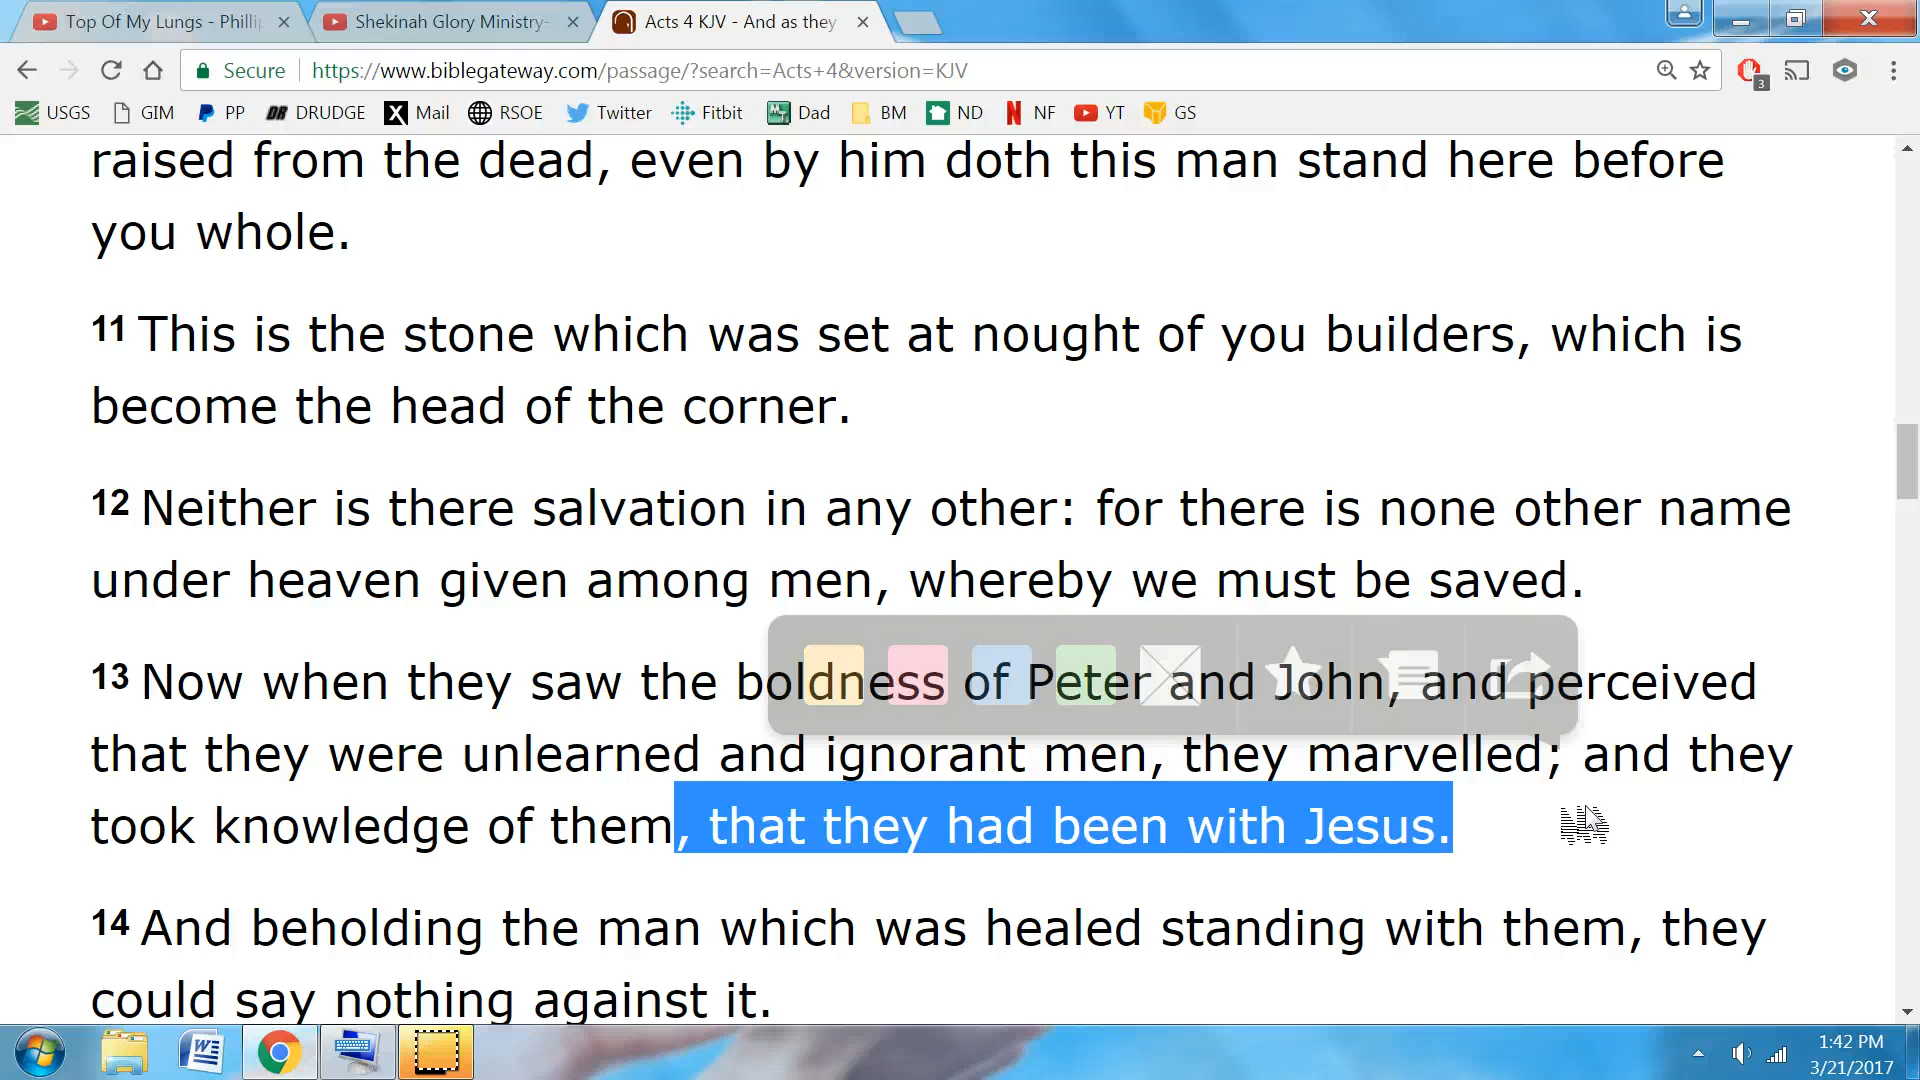 Top Of My Lungs - Phillip
Shekinah Glory Ministry-
Acts 4 KJV - And as they
Secure
https://www.biblegateway.com/passage/?search=Acts+4&version=KJV
3
USGS GIM PP DR DRUDGE X Mail RSOE Twitter Fitbit Dad BM ND N NF YT GS
raised from the dead, even by him doth this man stand here before
you whole.
11 This is the stone which was set at nought of you builders, which is
become the head of the corner.
12 Neither is there salvation in any other: for there is none other name
under heaven given among men, whereby we must be saved.
13 Now when they saw the boldness of Peter and John, and perceived
that they were unlearned and ignorant men, they marvelled; and they
took knowledge of them, that they had been with Jesus.
14 And beholding the man which was healed standing with them, they
could say nothing against it.
W
1:42 PM
3/21/2017